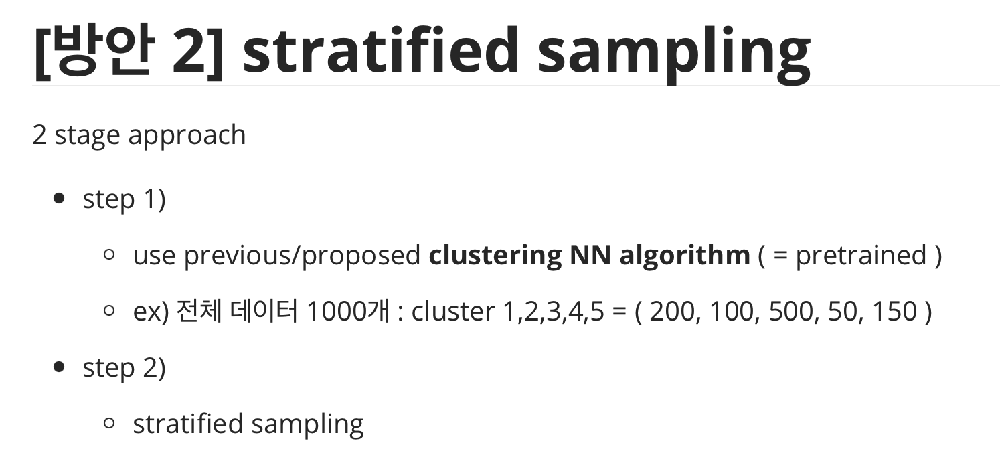 [방안 2] stratified sampling
2 stage approach
step 1)
use previous/proposed clustering NN algorithm ( = pretrained )
ex) 전체 데이터 1000개 : cluster 1,2,3,4,5 = ( 200, 100, 500, 50, 150 )
step 2)
stratified sampling